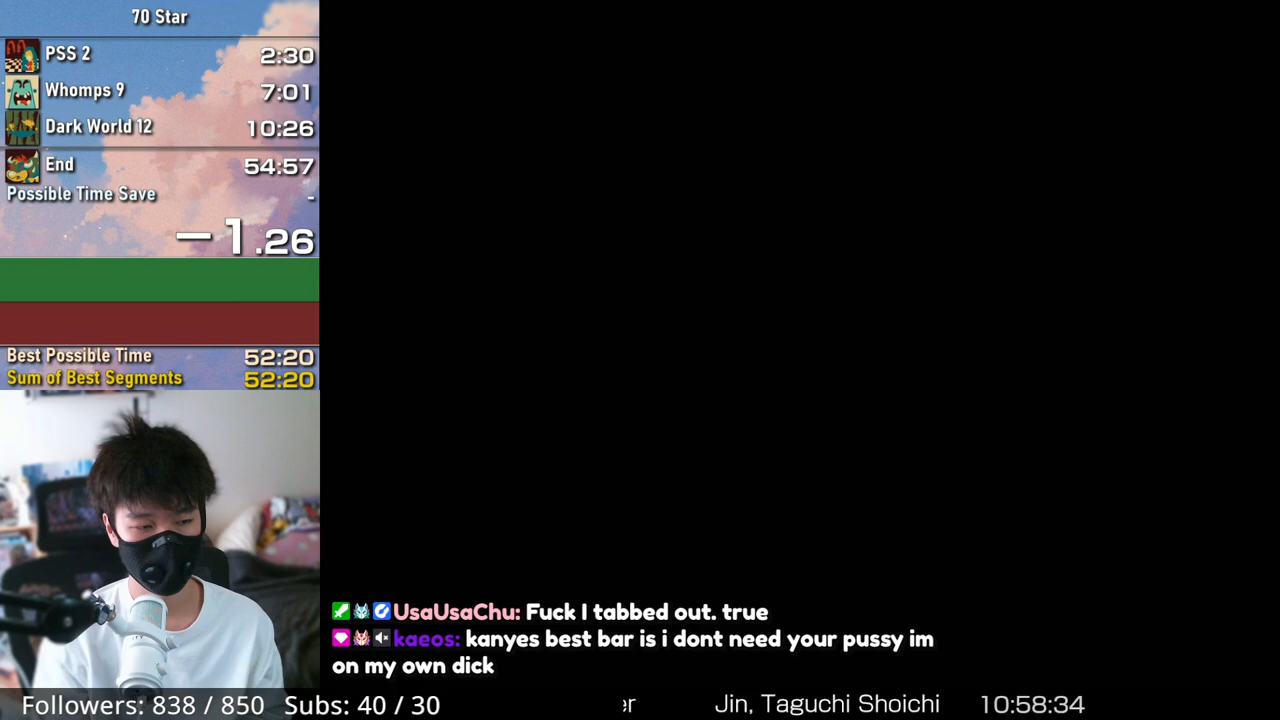 70 Star
PSS 2 2:30
Whomps 9 7:01
Dark World 12 10:26
End 54:57
Possible Time Save -
−1.26
Best Possible Time 52:20
Sum of Best Segments 52:20
UsaUsaChu: Fuck I tabbed out. true
kaeos: kanyes best bar is i dont need your pussy im
on my own dick
Followers: 838 / 850 Subs: 40 / 30 er Jin, Taguchi Shoichi 10:58:34